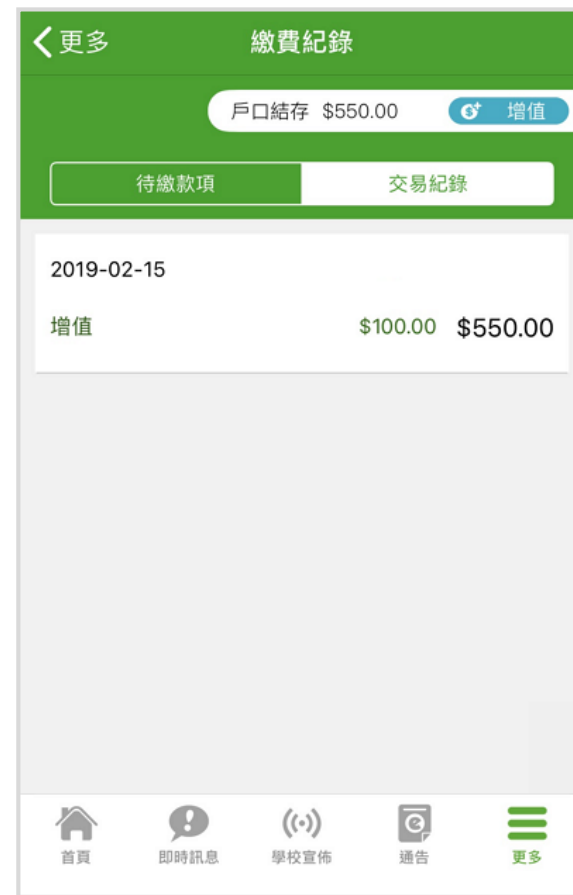 更多 繳費紀錄
戶口結存 $550.00 增值
待繳款項 交易紀錄
2019-02-15
增值 $100.00 $550.00
首頁 即時訊息 學校宣佈 通告 更多